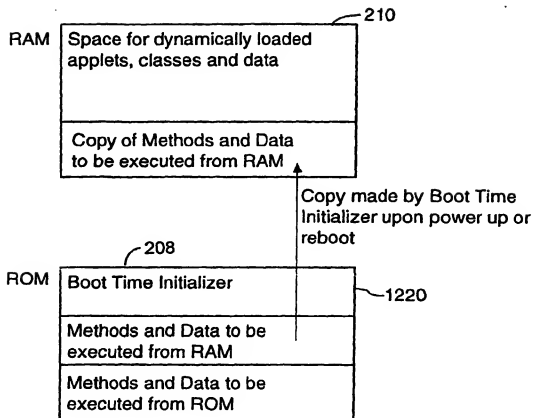 210
RAM
Space for dynamically loaded
applets, classes and data
Copy of Methods and Data
to be executed from RAM
Copy made by Boot Time
Initializer upon power up or
reboot
208
ROM
Boot Time Initializer
1220
Methods and Data to be
executed from RAM
Methods and Data to be
executed from ROM